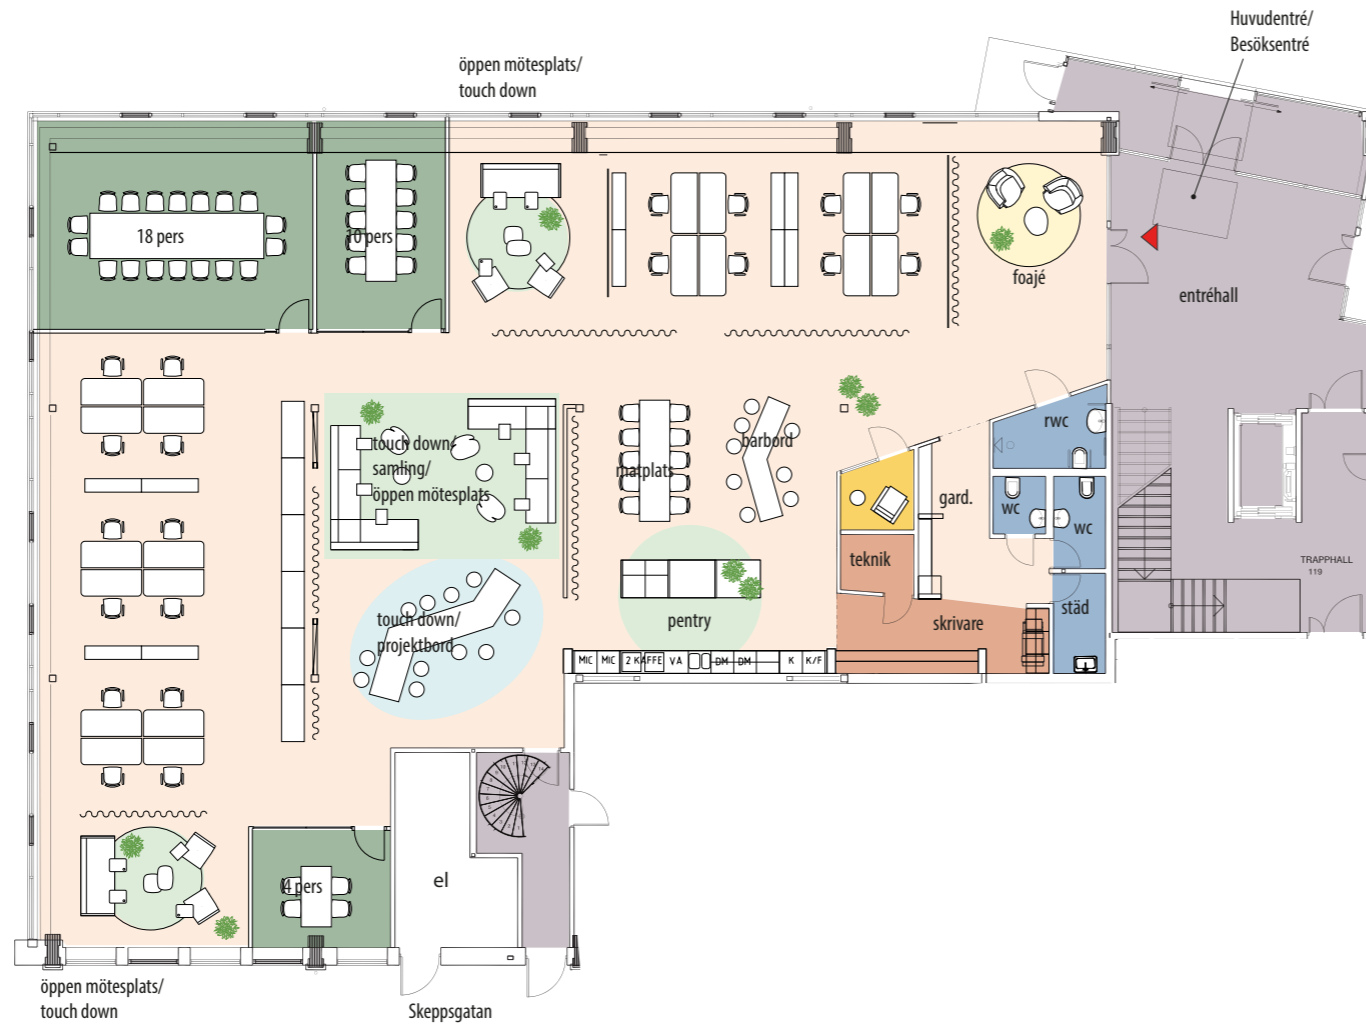 Huvudentré/
Besöksentré
öppen mötesplats/
touch down
18 pers
10 pers
foajé
entréhall
touch down/
samling/
öppen mötesplats
matplats
barbord
rwc
gard.
wc
wc
teknik
TRAPPHALL
119
städ
skrivare
pentry
touch down/
projektbord
MIC MIC 2 KAFFE VA DM DM K K/F
4 pers
el
öppen mötesplats/
touch down
Skeppsgatan